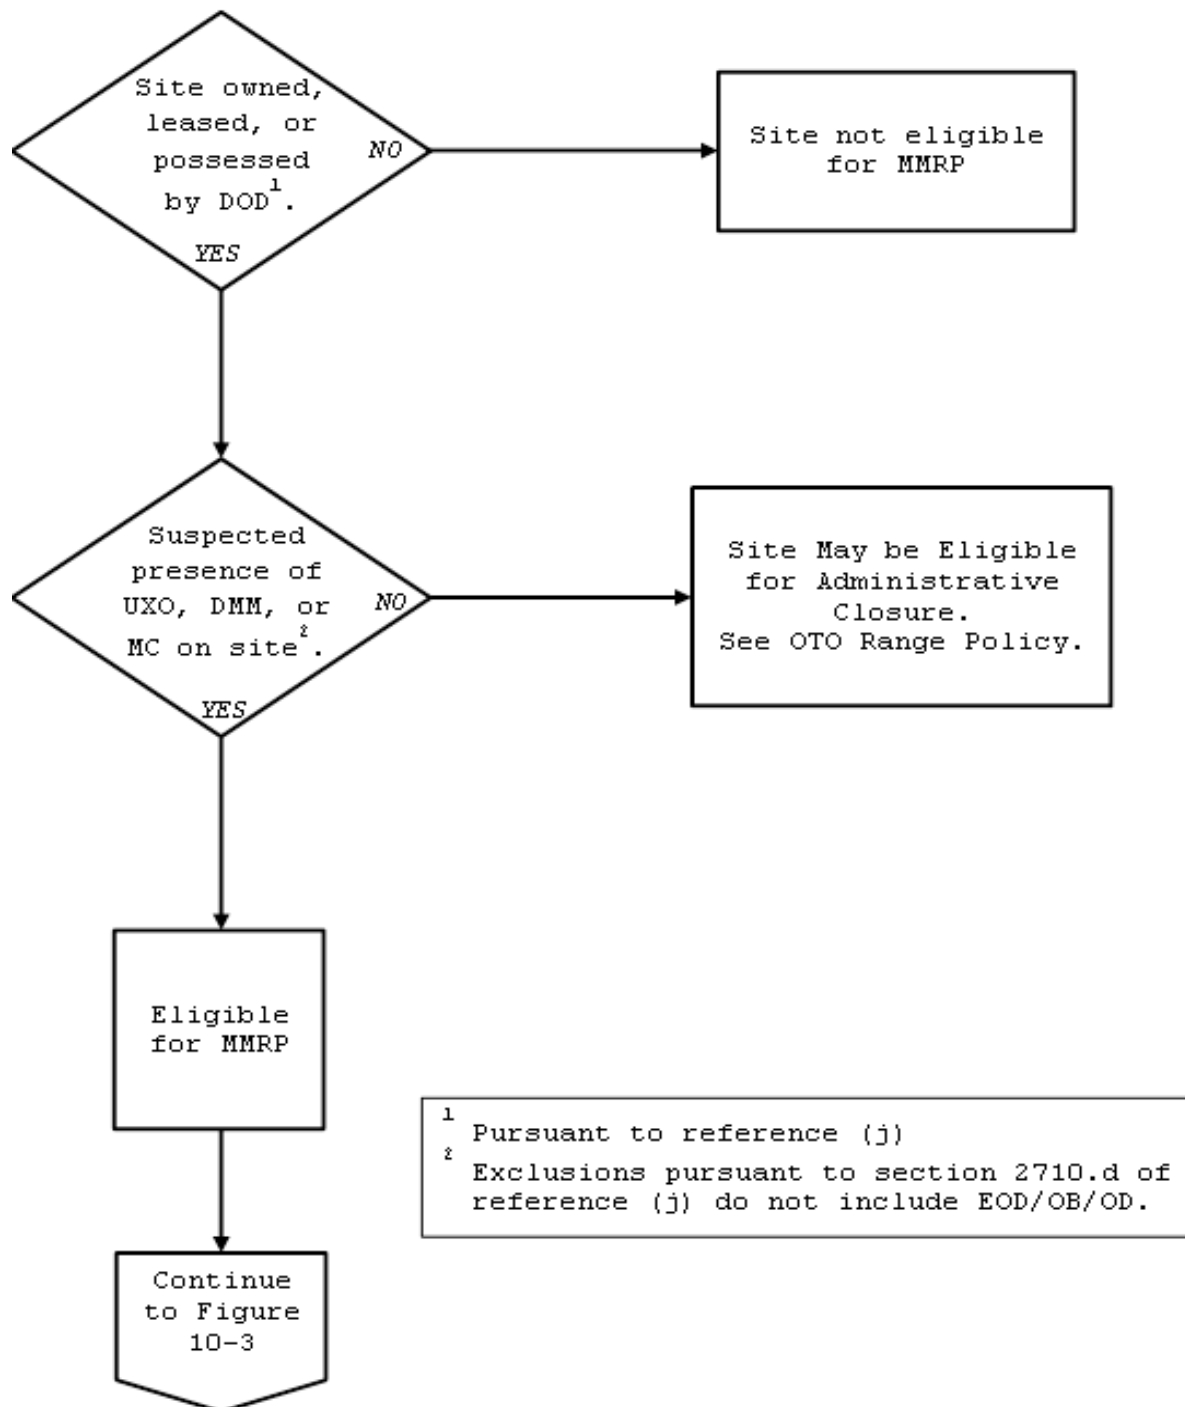 Site owned,
leased, or
possessed
by DOD¹.
NO
YES
Site not eligible
for MMRP
Suspected
presence of
UXO, DMM, or
MC on site².
NO
YES
Site May be Eligible
for Administrative
Closure.
See OTO Range Policy.
Eligible
for MMRP
¹ Pursuant to reference (j)
² Exclusions pursuant to section 2710.d of
reference (j) do not include EOD/OB/OD.
Continue
to Figure
10-3